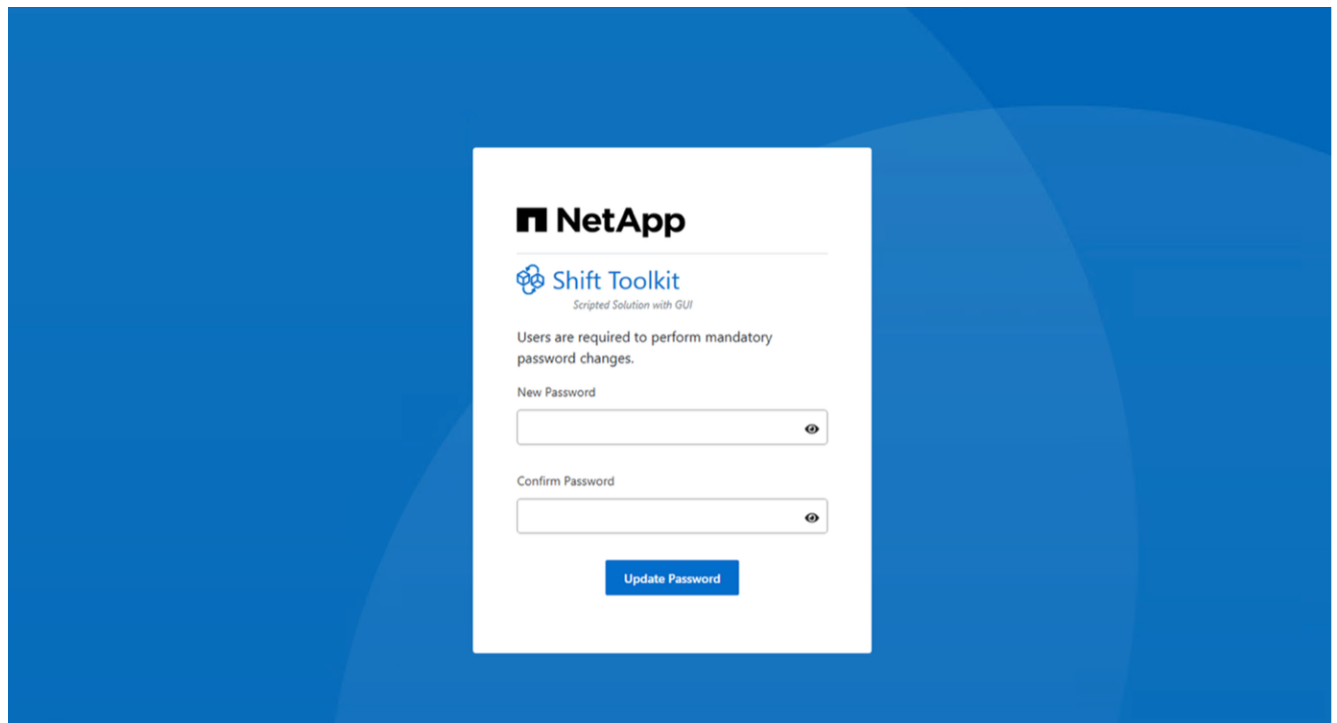 NetApp
Shift Toolkit
Scripted Solution with GUI
Users are required to perform mandatory
password changes.
New Password
Confirm Password
Update Password